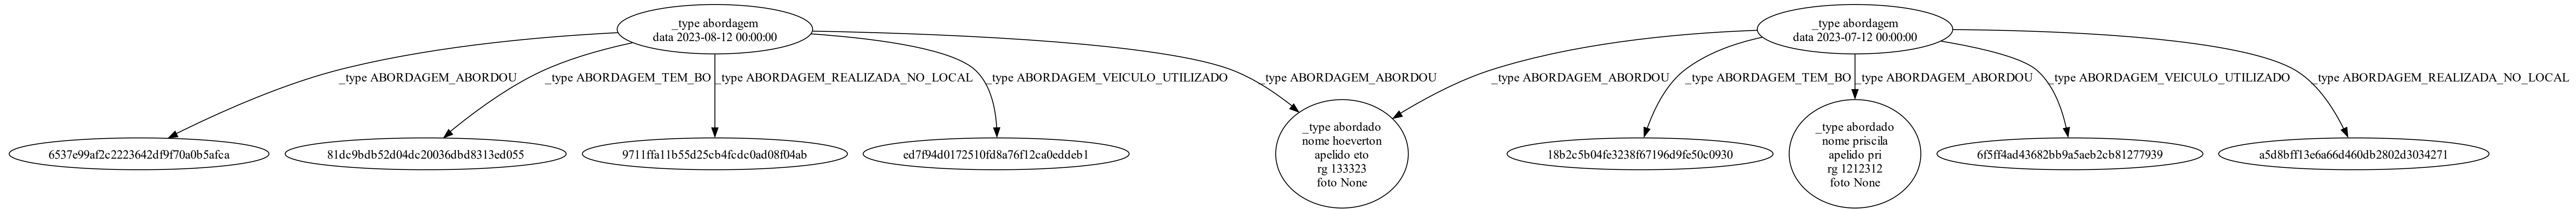 _type abordagem
data 2023-08-12 00:00:00
_type abordagem
data 2023-07-12 00:00:00
_type ABORDAGEM_ABORDOU
_type ABORDAGEM_TEM_BO
_type ABORDAGEM_REALIZADA_NO_LOCAL
_type ABORDAGEM_VEICULO_UTILIZADO
_type ABORDAGEM_ABORDOU
_type ABORDAGEM_ABORDOU
_type ABORDAGEM_TEM_BO
_type ABORDAGEM_ABORDOU
_type ABORDAGEM_VEICULO_UTILIZADO
_type ABORDAGEM_REALIZADA_NO_LOCAL
6537e99af2c2223642df9f70a0b5afca
81dc9bdb52d04dc20036dbd8313ed055
9711ffa11b55d25cb4fcdc0ad08f04ab
ed7f94d0172510fd8a76f12ca0eddeb1
_type abordado
nome hoeverton
apelido eto
rg 133323
foto None
18b2c5b04fe3238f67196d9fe50c0930
_type abordado
nome priscila
apelido pri
rg 1212312
foto None
6f5ff4ad43682bb9a5aeb2cb81277939
a5d8bff13e6a66d460db2802d3034271